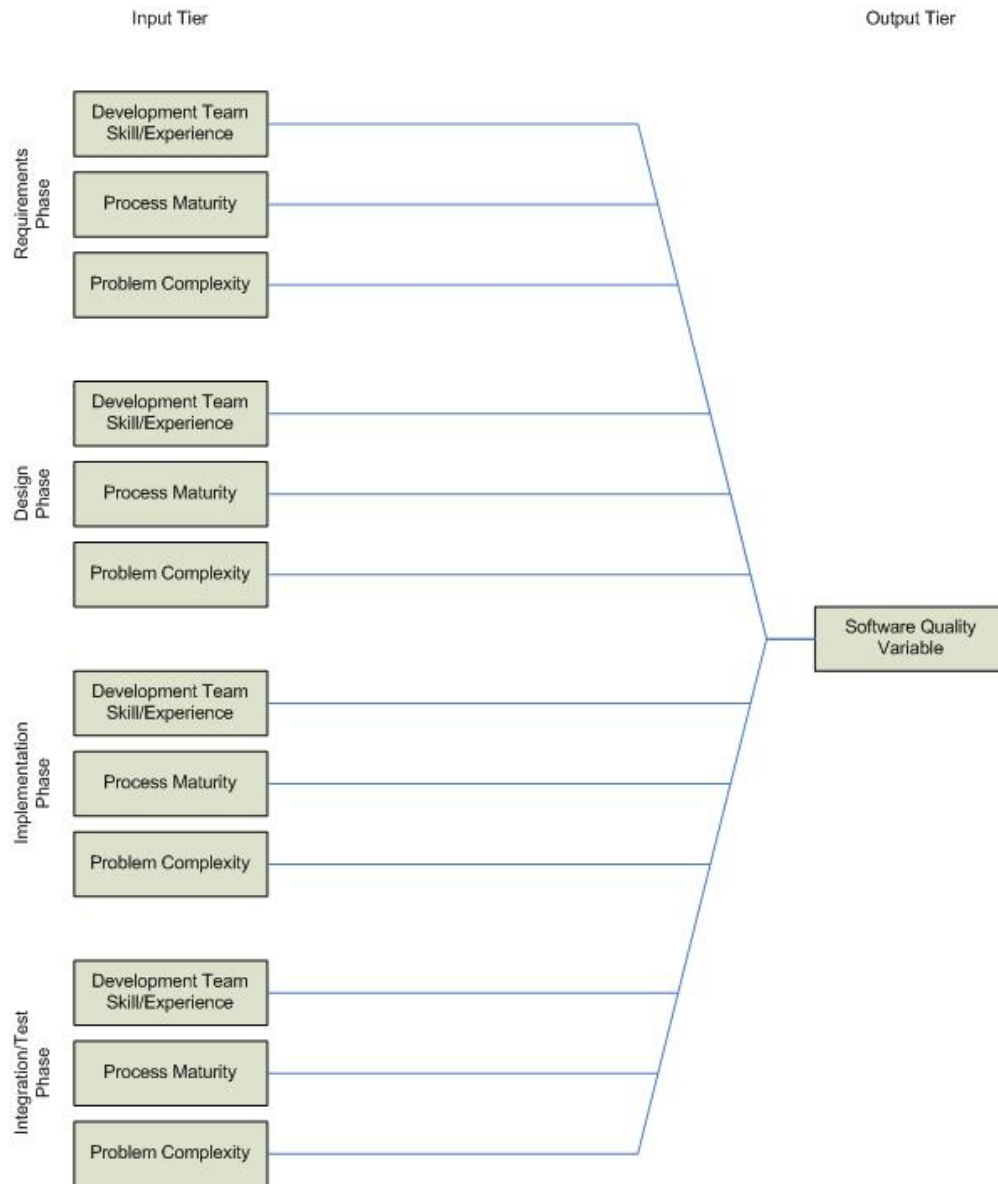 Input Tier
Output Tier
Requirements
Phase
Development Team
Skill/Experience
Process Maturity
Problem Complexity
Design
Phase
Development Team
Skill/Experience
Process Maturity
Problem Complexity
Software Quality
Variable
Implementation
Phase
Development Team
Skill/Experience
Process Maturity
Problem Complexity
Integration/Test
Phase
Development Team
Skill/Experience
Process Maturity
Problem Complexity